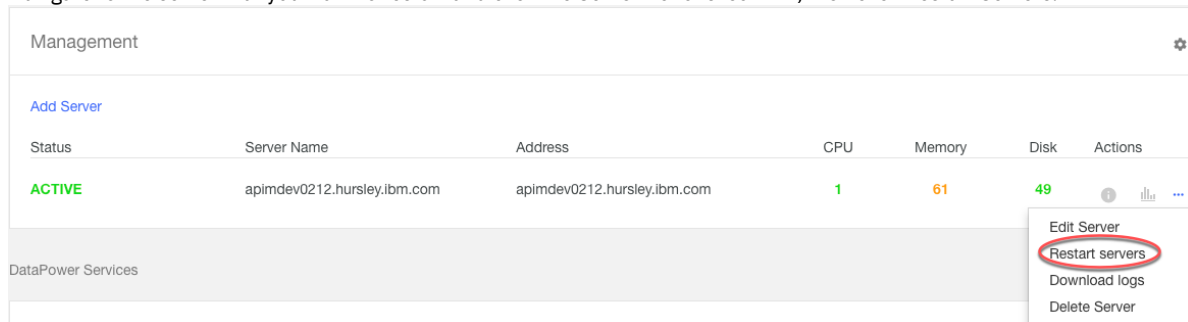 Management
Add Server
Status Server Name Address CPU Memory Disk Actions
ACTIVE apimdev0212.hursley.ibm.com apimdev0212.hursley.ibm.com 1 61 49 ...
Edit Server
Restart servers
DataPower Services
Download logs
Delete Server